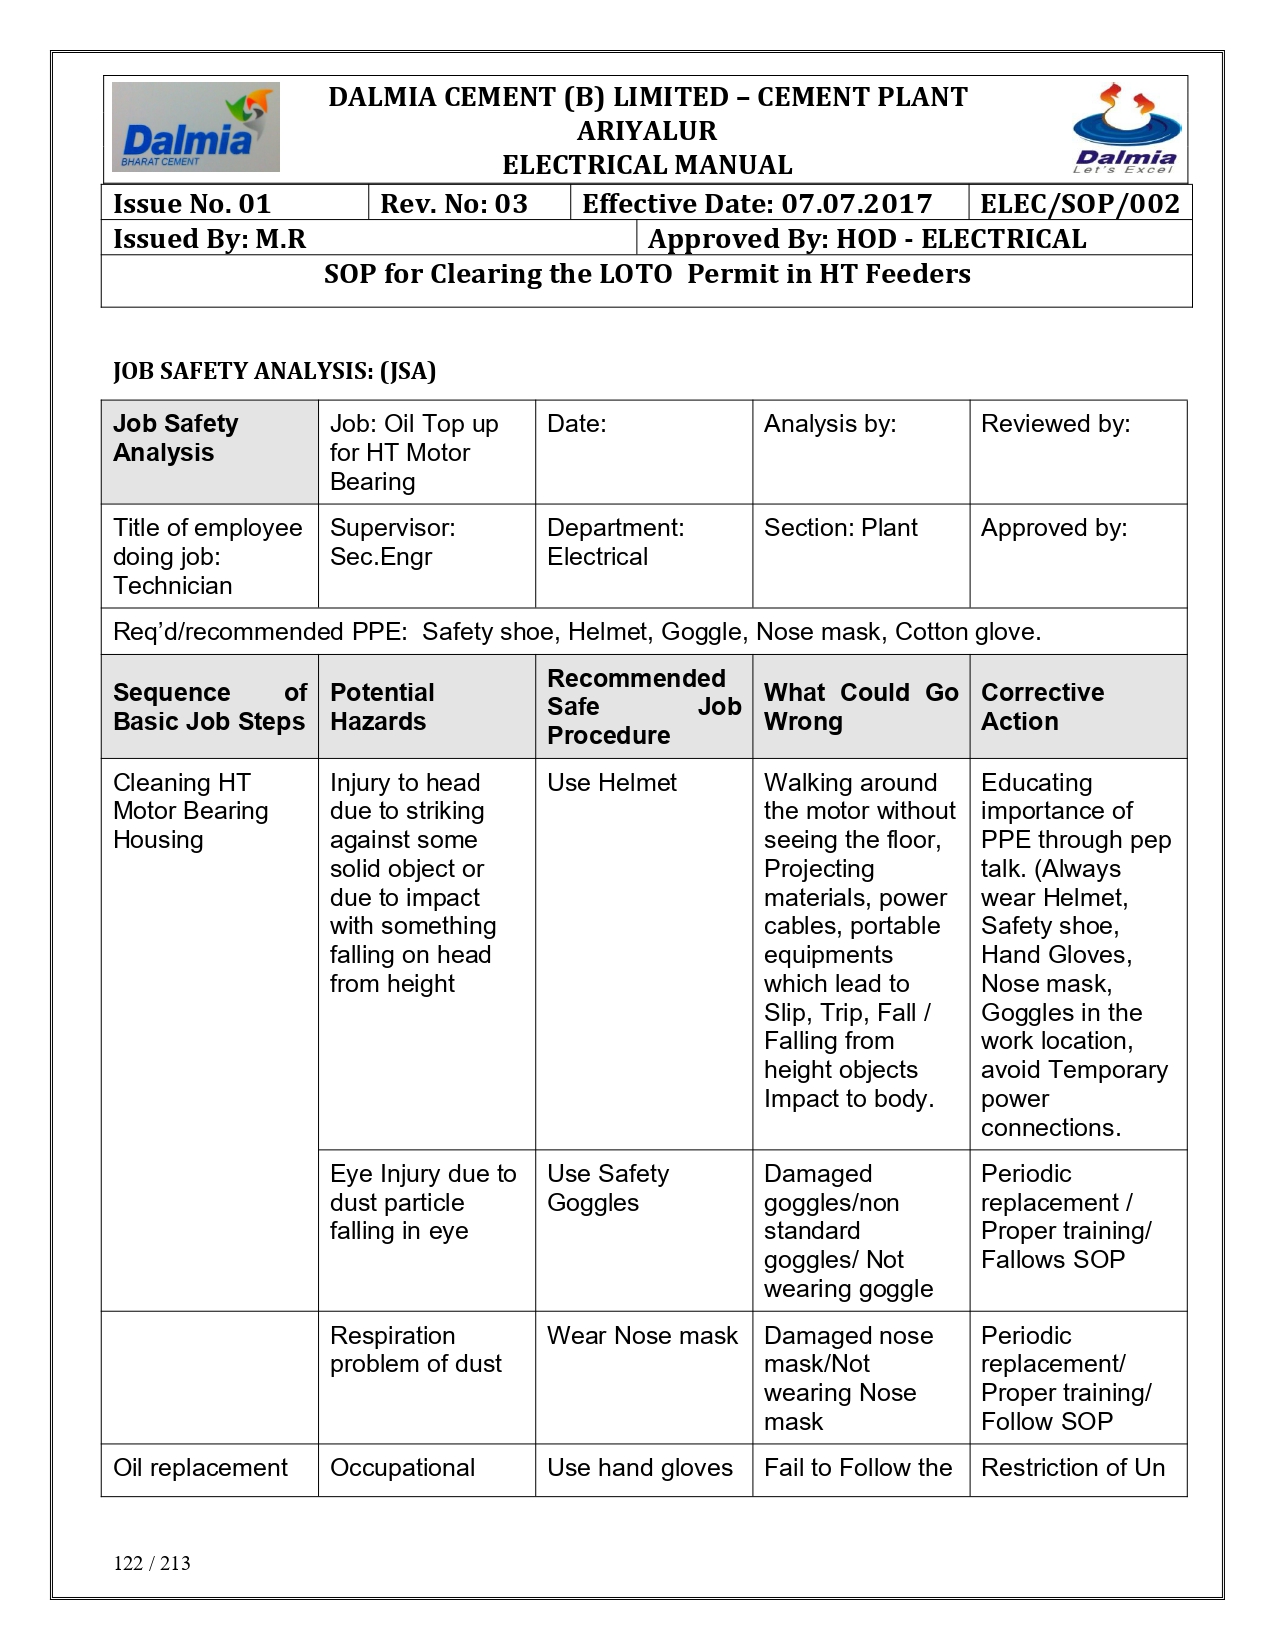 Dalmia
BHARAT CEMENT
DALMIA CEMENT (B) LIMITED – CEMENT PLANT
ARIYALUR
ELECTRICAL MANUAL
Dalmia
Let's Excel
Issue No. 01 Rev. No: 03 Effective Date: 07.07.2017 ELEC/SOP/002
Issued By: M.R Approved By: HOD - ELECTRICAL
SOP for Clearing the LOTO  Permit in HT Feeders
JOB SAFETY ANALYSIS: (JSA)
Job Safety
Analysis
Job: Oil Top up
for HT Motor
Bearing
Date:
Analysis by:
Reviewed by:
Title of employee
doing job:
Technician
Supervisor:
Sec.Engr
Department:
Electrical
Section: Plant
Approved by:
Req’d/recommended PPE:  Safety shoe, Helmet, Goggle, Nose mask, Cotton glove.
Sequence of
Basic Job Steps
Potential
Hazards
Recommended
Safe Job
Procedure
What Could Go
Wrong
Corrective
Action
Cleaning HT
Motor Bearing
Housing
Injury to head
due to striking
against some
solid object or
due to impact
with something
falling on head
from height
Use Helmet
Walking around
the motor without
seeing the floor,
Projecting
materials, power
cables, portable
equipments
which lead to
Slip, Trip, Fall /
Falling from
height objects
Impact to body.
Educating
importance of
PPE through pep
talk. (Always
wear Helmet,
Safety shoe,
Hand Gloves,
Nose mask,
Goggles in the
work location,
avoid Temporary
power
connections.
Eye Injury due to
dust particle
falling in eye
Use Safety
Goggles
Damaged
goggles/non
standard
goggles/ Not
wearing goggle
Periodic
replacement /
Proper training/
Fallows SOP
Respiration
problem of dust
Wear Nose mask
Damaged nose
mask/Not
wearing Nose
mask
Periodic
replacement/
Proper training/
Follow SOP
Oil replacement
Occupational
Use hand gloves
Fail to Follow the
Restriction of Un
122 / 213